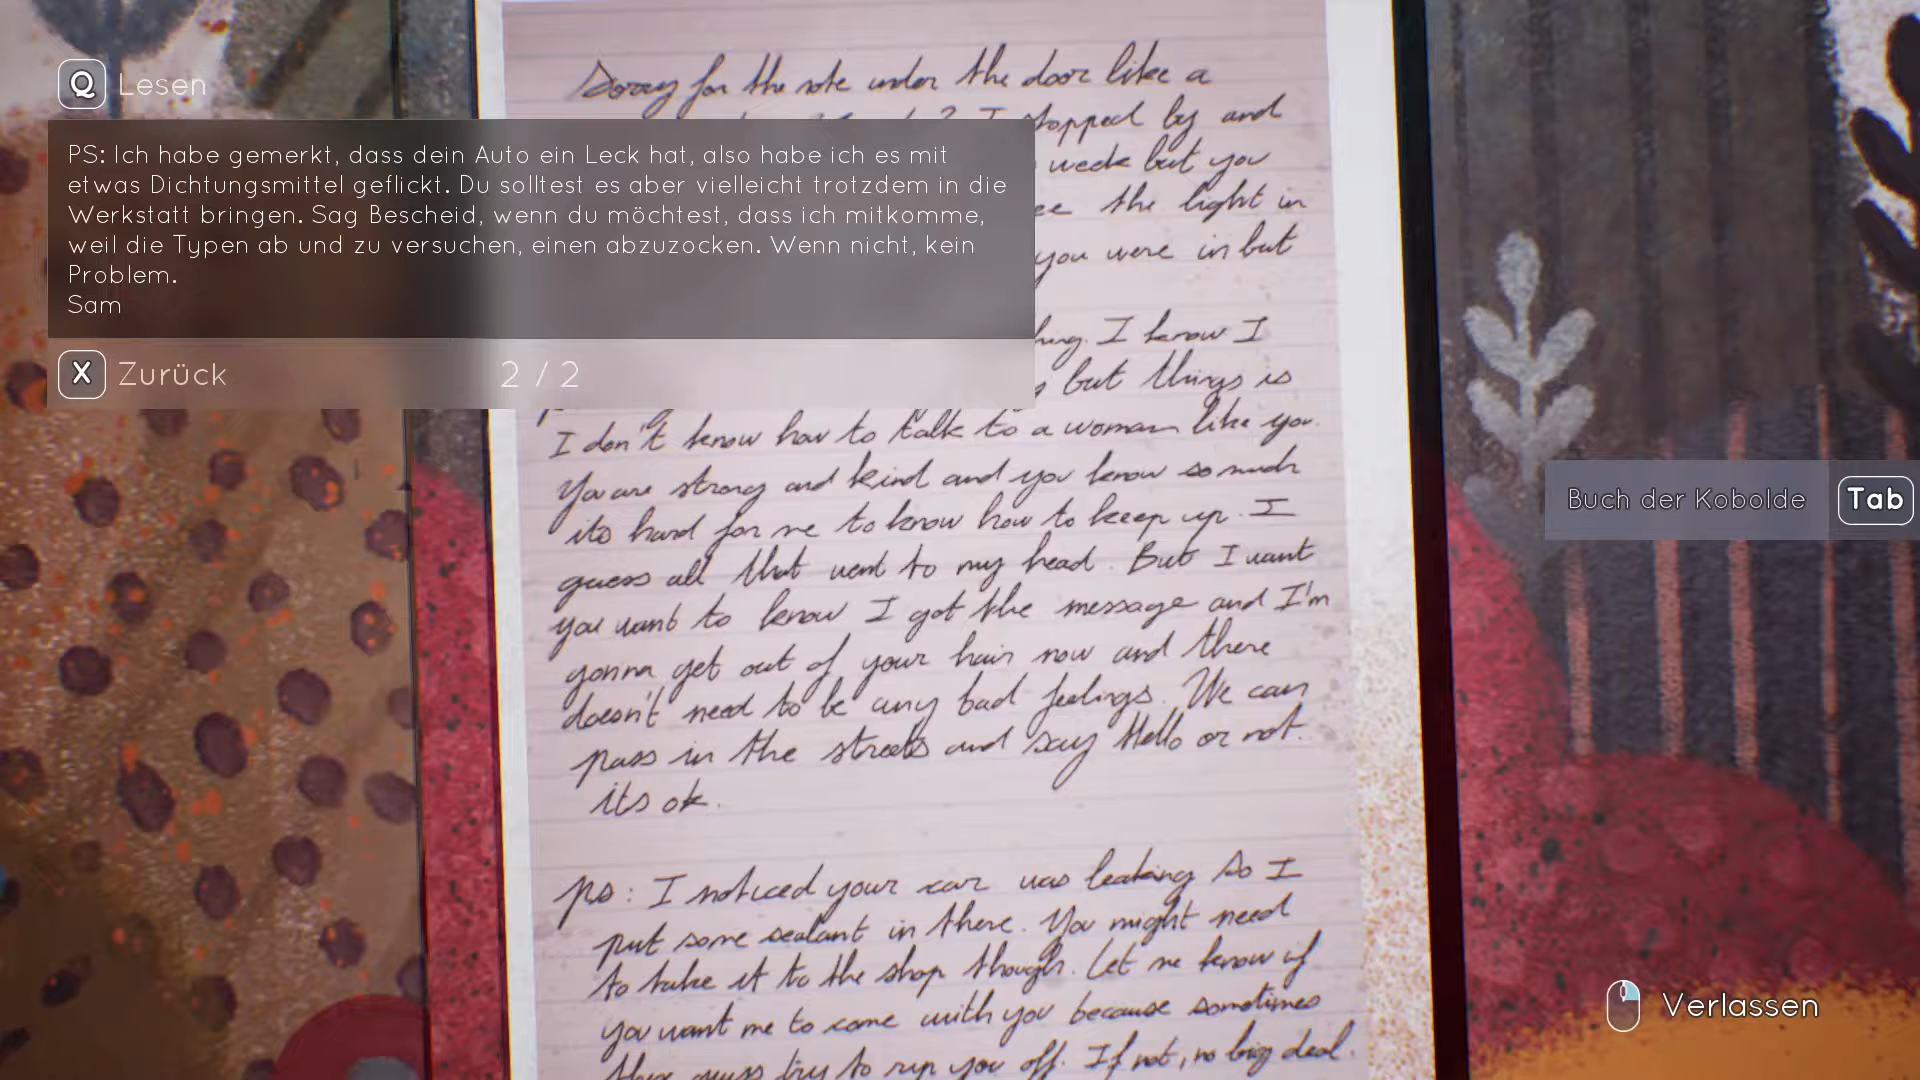 Q Lesen
PS: Ich habe gemerkt, dass dein Auto ein Leck hat, also habe ich es mit
etwas Dichtungsmittel geflickt. Du solltest es aber vielleicht trotzdem in die
Werkstatt bringen. Sag Bescheid, wenn du möchtest, dass ich mitkomme,
weil die Typen ab und zu versuchen, einen abzuzocken. Wenn nicht, kein
Problem.
Sam
X Zurück 2 / 2
Sorry for the note under the door like a
? I stopped by and
week but you
see the light in
you were in but
I know I
but things is
I don't know how to talk to a woman like you.
You are strong and kind and you know so much
its hard for me to know how to keep up. I
guess all that went to my head. But I want
you want to know I got the message and I'm
gonna get out of your hair now and there
doesn't need to be any bad feelings. We can
pass in the streets and say Hello or not.
its ok.
ps: I noticed your car was leaking so I
put some sealant in there. You might need
to take it to the shop though. Let me know if
you want me to come with you because sometimes
these guys try to rip you off. If not, no big deal.
Buch der Kobolde Tab
Verlassen